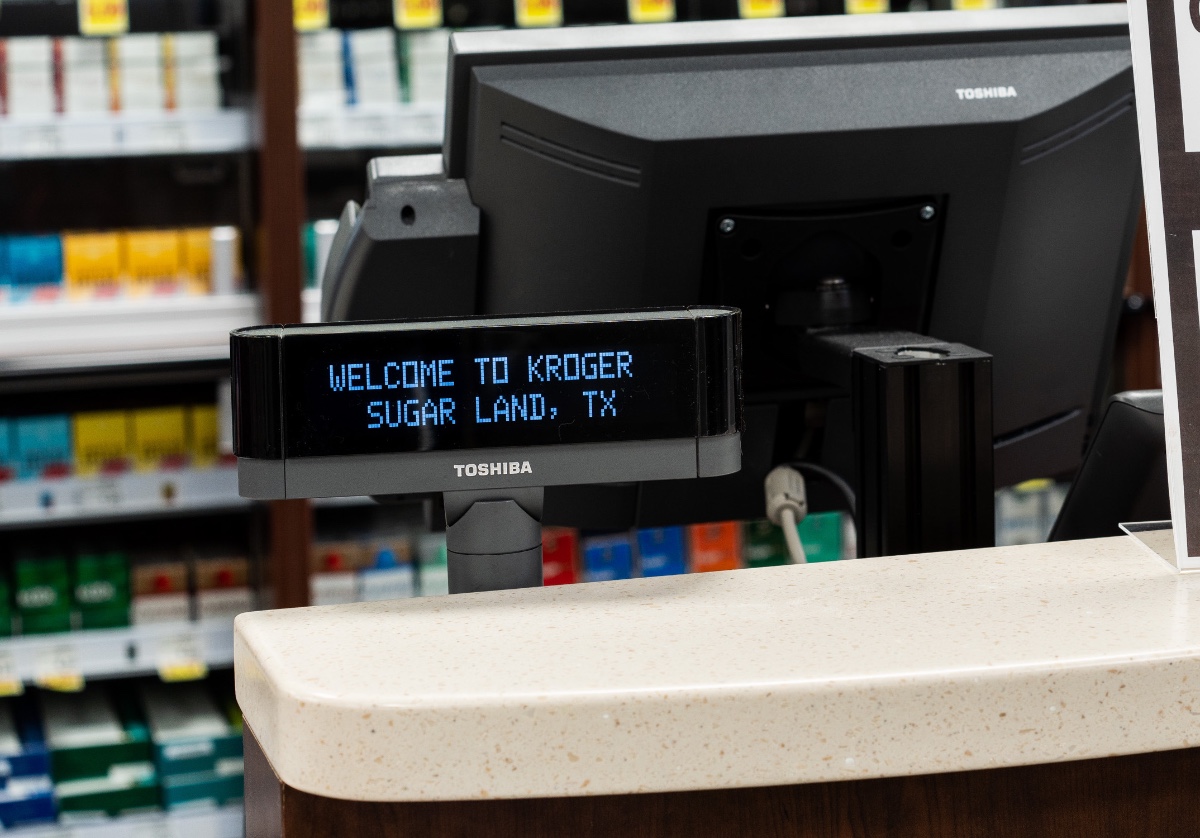 TOSHIBA
WELCOME TO KROGER
SUGAR LAND, TX
TOSHIBA